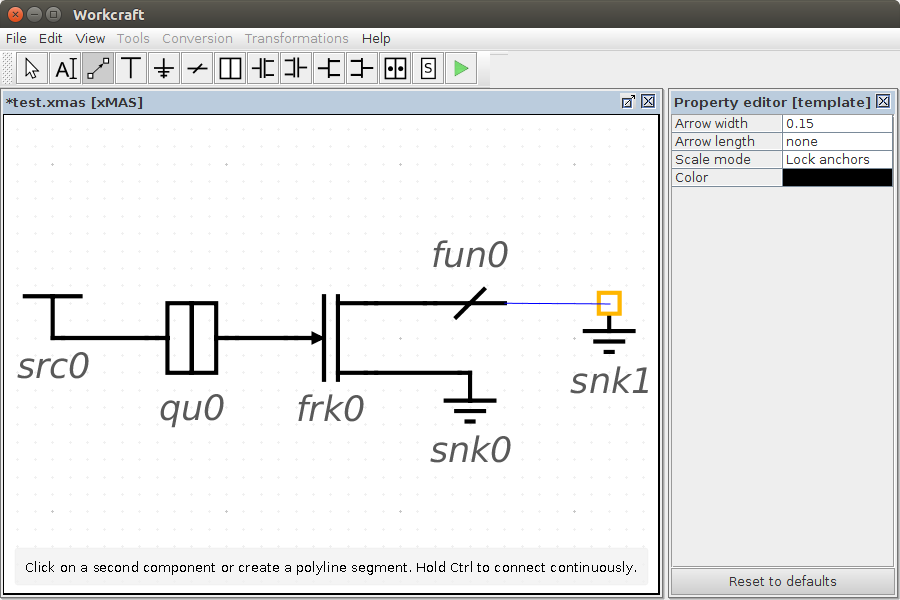 Workcraft
File Edit View Tools Conversion Transformations Help
AI
S
*test.xmas [xMAS]
Property editor [template]
Arrow width 0.15
Arrow length none
Scale mode Lock anchors
Color
fun0
src0
snk1
qu0
frk0
snk0
Click on a second component or create a polyline segment. Hold Ctrl to connect continuously.
Reset to defaults